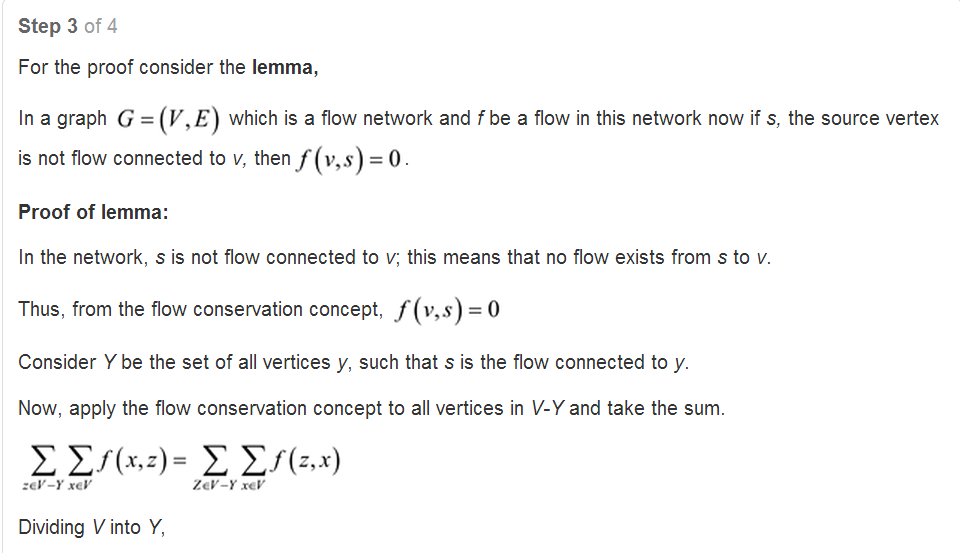 Step 3 of 4
For the proof consider the lemma,
In a graph G = (V, E) which is a flow network and f be a flow in this network now if s, the source vertex
is not flow connected to v, then f(v,s) = 0.
Proof of lemma:
In the network, s is not flow connected to v; this means that no flow exists from s to v.
Thus, from the flow conservation concept, f(v,s) = 0
Consider Y be the set of all vertices y, such that s is the flow connected to y.
Now, apply the flow conservation concept to all vertices in V-Y and take the sum.
∑ ∑ f(x,z) = ∑ ∑ f(z,x)
z∈V−Y x∈V Z∈V−Y x∈V
Dividing V into Y,